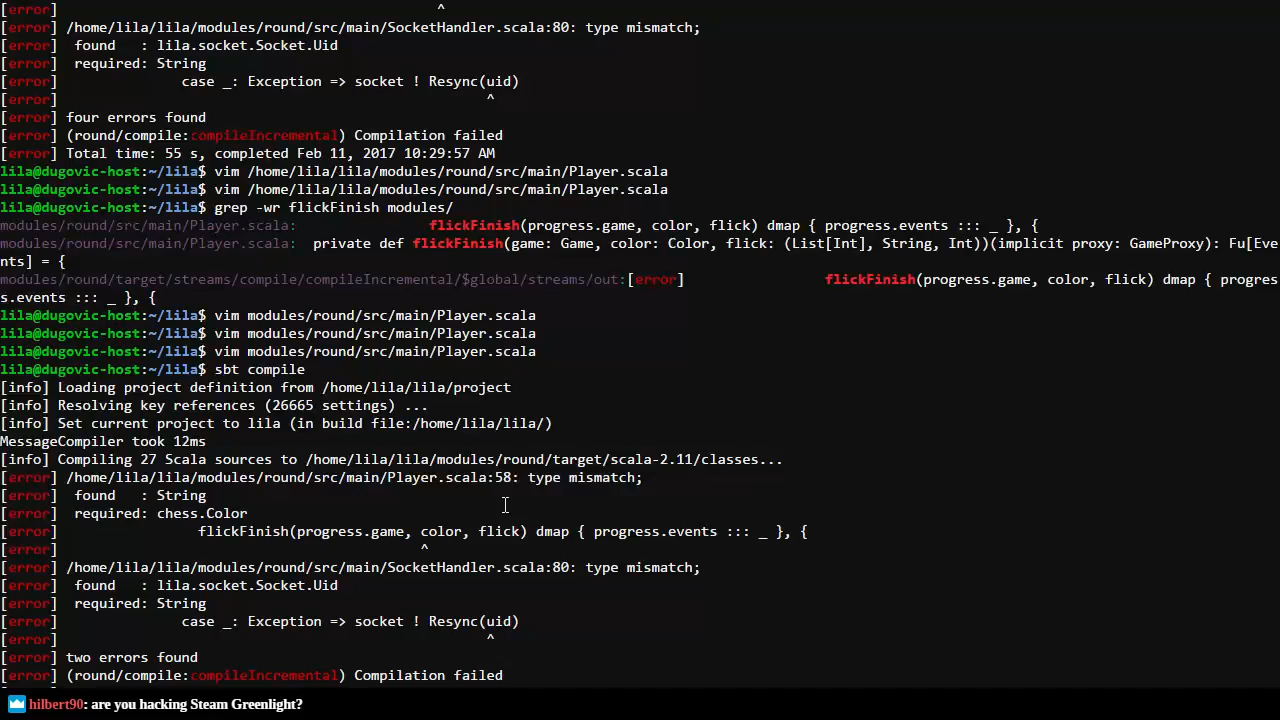 [error]                                               ^
[error]  /home/lila/lila/modules/round/src/main/SocketHandler.scala:80: type mismatch;
[error]   found   : lila.socket.Socket.Uid
[error]   required: String
[error]                case _: Exception => socket ! Resync(uid)
[error]                                                     ^
[error]  four errors found
[error]  (round/compile:compileIncremental) Compilation failed
[error]  Total time: 55 s, completed Feb 11, 2017 10:29:57 AM
lila@dugovic-host:~/lila$ vim /home/lila/lila/modules/round/src/main/Player.scala
lila@dugovic-host:~/lila$ vim /home/lila/lila/modules/round/src/main/Player.scala
lila@dugovic-host:~/lila$ grep -wr flickFinish modules/
modules/round/src/main/Player.scala:                flickFinish(progress.game, color, flick) dmap { progress.events ::: _ }, {
modules/round/src/main/Player.scala:  private def flickFinish(game: Game, color: Color, flick: (List[Int], String, Int))(implicit proxy: GameProxy): Fu[Eve
nts] = {
modules/round/target/streams/compile/compileIncremental/$global/streams/out:[error]                 flickFinish(progress.game, color, flick) dmap { progres
s.events ::: _ }, {
lila@dugovic-host:~/lila$ vim modules/round/src/main/Player.scala
lila@dugovic-host:~/lila$ vim modules/round/src/main/Player.scala
lila@dugovic-host:~/lila$ vim modules/round/src/main/Player.scala
lila@dugovic-host:~/lila$ sbt compile
[info] Loading project definition from /home/lila/lila/project
[info] Resolving key references (26665 settings) ...
[info] Set current project to lila (in build file:/home/lila/lila/)
MessageCompiler took 12ms
[info] Compiling 27 Scala sources to /home/lila/lila/modules/round/target/scala-2.11/classes...
[error]  /home/lila/lila/modules/round/src/main/Player.scala:58: type mismatch;
[error]   found   : String
[error]   required: chess.Color
                        flickFinish(progress.game, color, flick) dmap { progress.events ::: _ }, {
[error]                                             ^
[error]  /home/lila/lila/modules/round/src/main/SocketHandler.scala:80: type mismatch;
[error]   found   : lila.socket.Socket.Uid
[error]   required: String
[error]                case _: Exception => socket ! Resync(uid)
[error]                                                     ^
[error]  two errors found
[error]  (round/compile:compileIncremental) Compilation failed
hilbert90: are you hacking Steam Greenlight?